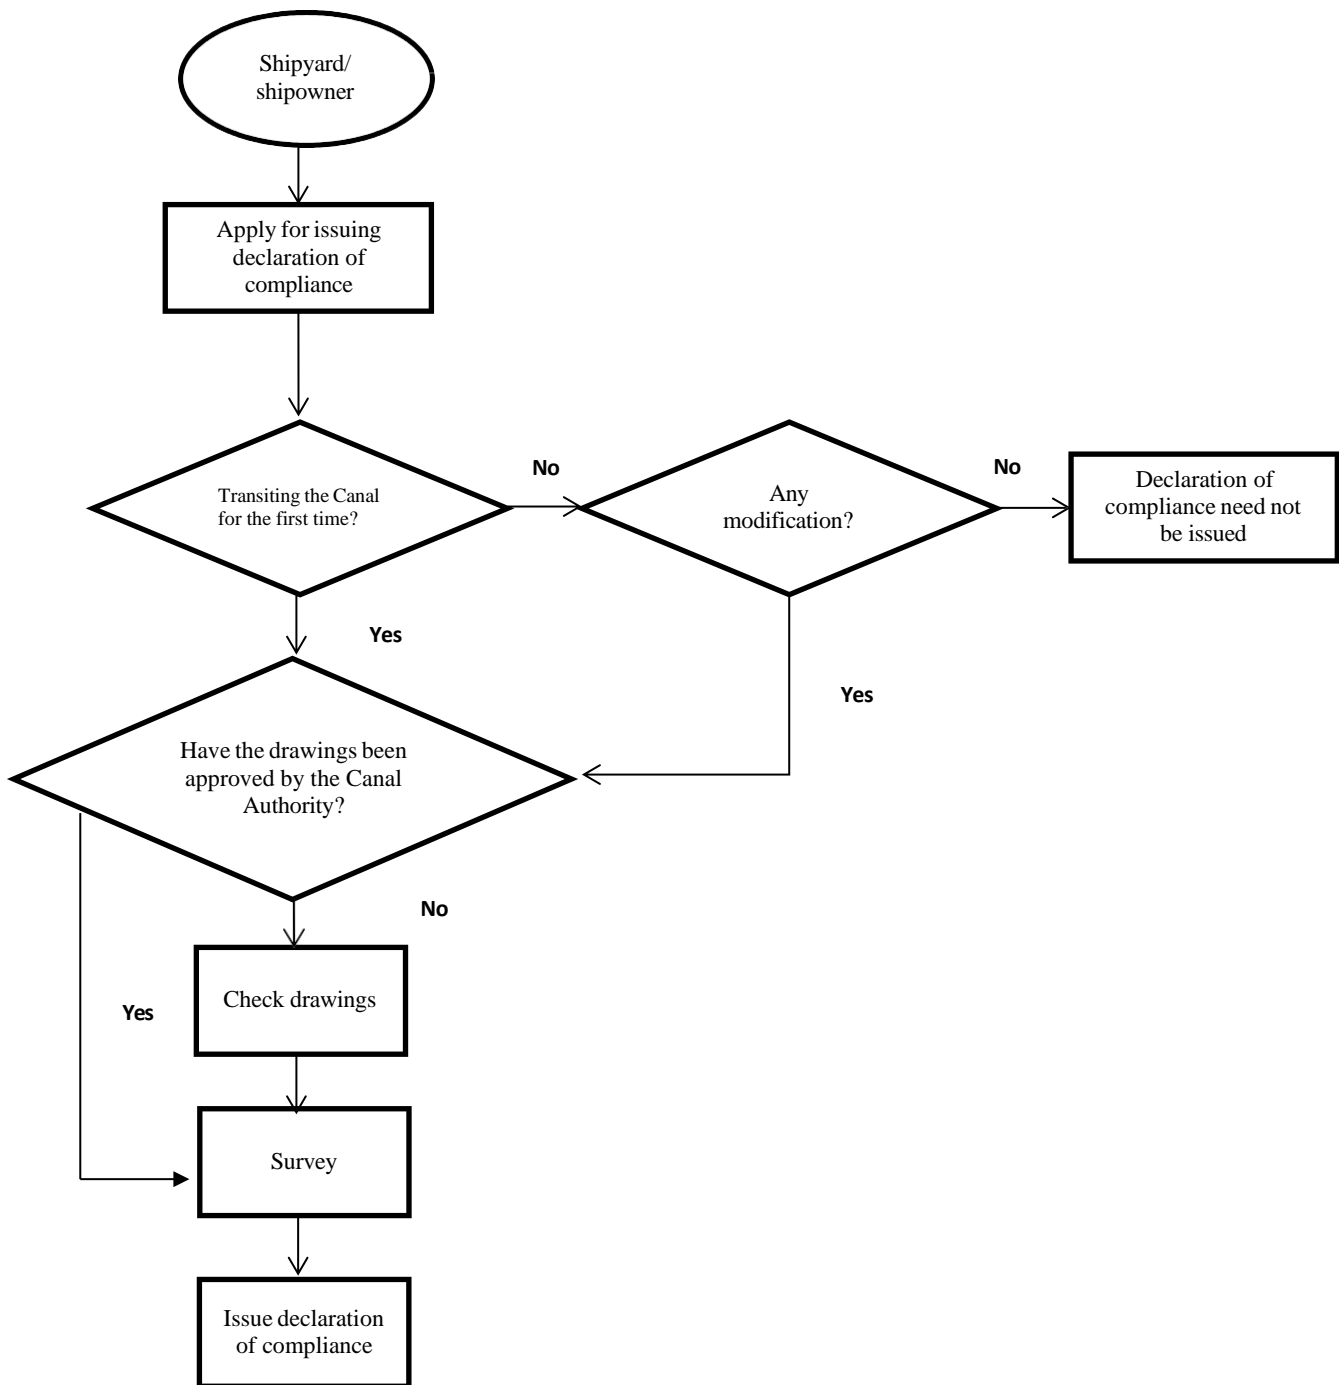 Shipyard/
shipowner
Apply for issuing
declaration of
compliance
Transiting the Canal
for the first time?
No
Any
modification?
No
Declaration of
compliance need not
be issued
Yes
Yes
Have the drawings been
approved by the Canal
Authority?
No
Check drawings
Yes
Survey
Issue declaration
of compliance